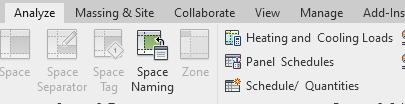 Analyze Massing & Site Collaborate View Manage Add-Ins
Space Space Separator Space Tag Space Naming Zone
Heating and Cooling Loads
Panel Schedules
Schedule/ Quantities